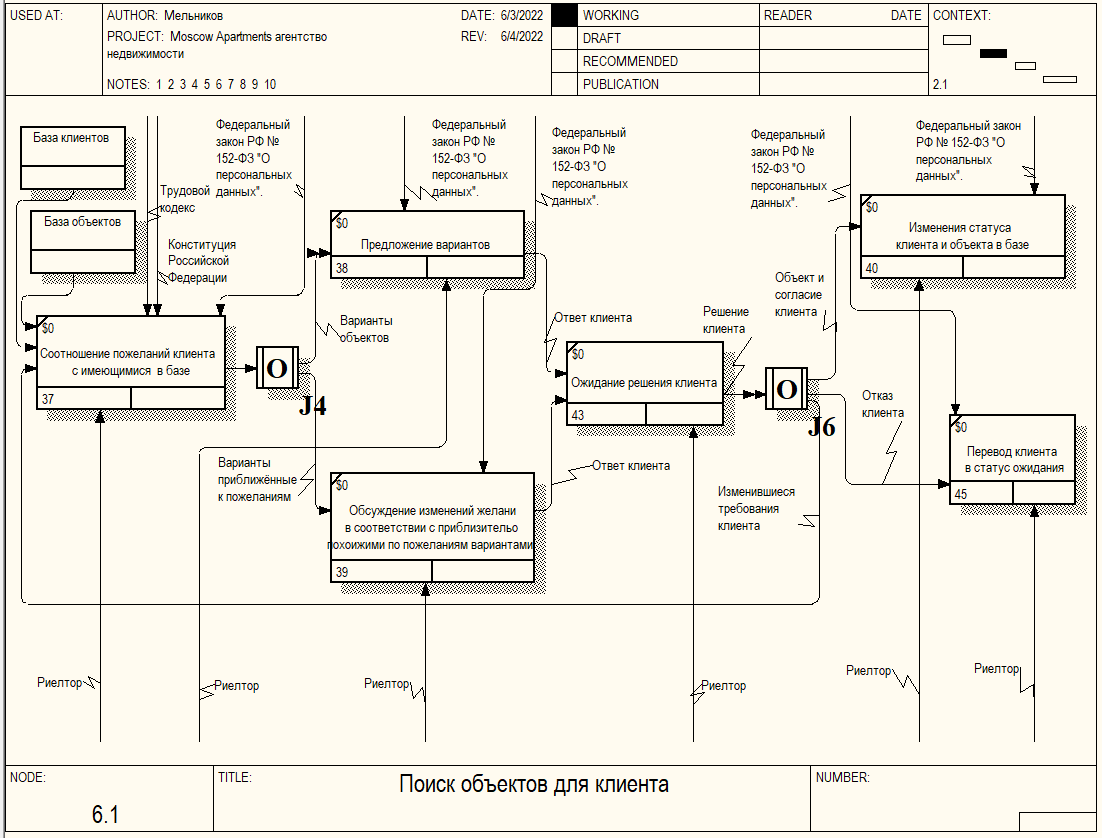 USED AT:
AUTHOR: Мельников
DATE: 6/3/2022
PROJECT: Moscow Apartments агентство
недвижимости
REV: 6/4/2022
NOTES: 1 2 3 4 5 6 7 8 9 10
WORKING
DRAFT
RECOMMENDED
PUBLICATION
READER
DATE
CONTEXT:
2.1
База клиентов
База объектов
Трудовой
кодекс
Конституция
Российской
Федерации
Федеральный
закон РФ №
152-ФЗ "О
персональных
данных".
Федеральный
закон РФ №
152-ФЗ "О
персональных
данных".
Федеральный
закон РФ №
152-ФЗ "О
персональных
данных".
Федеральный
закон РФ №
152-ФЗ "О
персональных
данных".
Федеральный закон
РФ № 152-ФЗ "О
персональных
данных".
$0
Предложение вариантов
38
$0
Изменения статуса
клиента и объекта в базе
40
$0
Соотношение пожеланий клиента
с имеющимися в базе
37
O
J4
Варианты
объектов
Ответ клиента
Решение
клиента
Объект и
согласие
клиента
$0
Ожидание решения клиента
43
O
J6
Отказ
клиента
$0
Перевод клиента
в статус ожидания
45
Варианты
приближённые
к пожеланиям
Ответ клиента
$0
Обсуждение изменений желани
в соответствии с приблизительо
похоижими по пожеланиям вариантами
39
Изменившиеся
требования
клиента
Риелтор
Риелтор
Риелтор
Риелтор
Риелтор
Риелтор
NODE:
6.1
TITLE:
Поиск объектов для клиента
NUMBER: